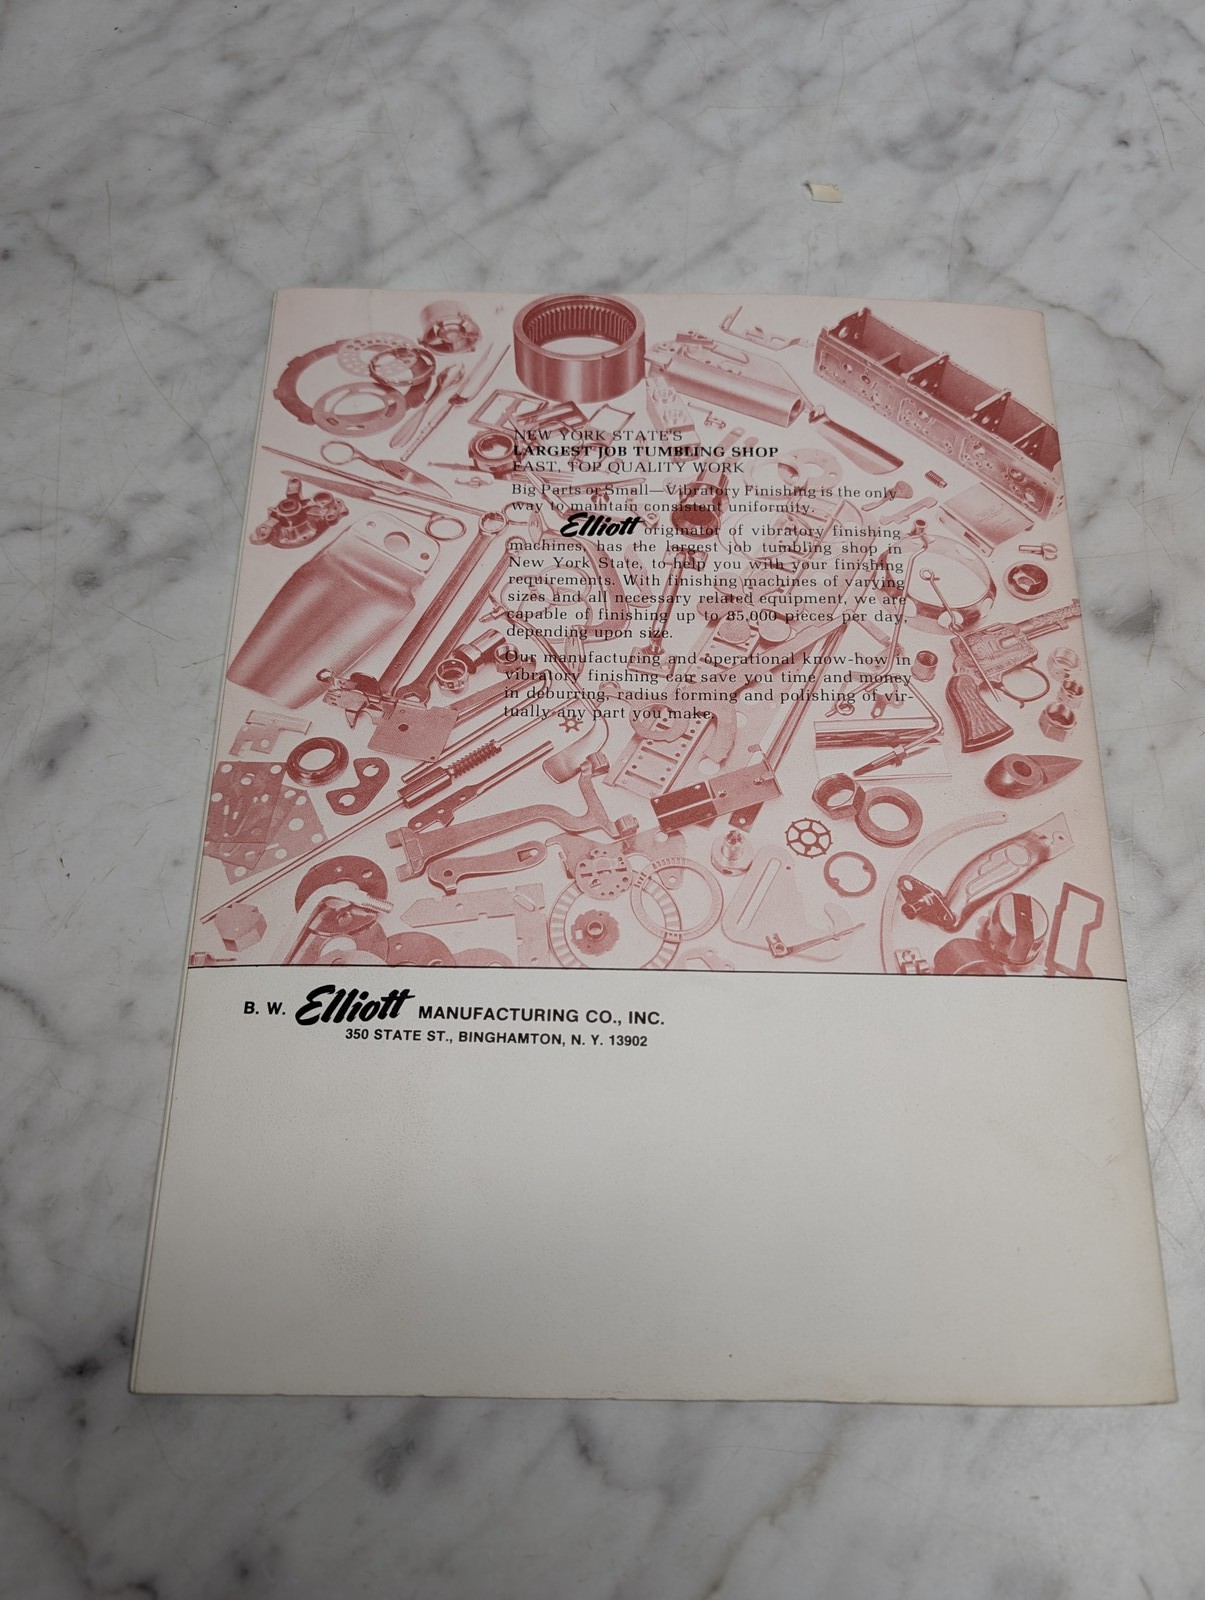 NEW YORK STATE'S
LARGEST JOB TUMBLING SHOP
FAST, TOP QUALITY WORK
Big Parts or Small—Vibratory Finishing is the only
way to maintain consistent uniformity.
Elliott originator of vibratory finishing
machines, has the largest job tumbling shop in
New York State, to help you with your finishing
requirements. With finishing machines of varying
sizes and all necessary related equipment, we are
capable of finishing up to 85,000 pieces per day,
depending upon size.
Our manufacturing and operational know-how in
vibratory finishing can save you time and money
in deburring, radius forming and polishing of vir-
tually any part you make.
B. W. Elliott MANUFACTURING CO., INC.
350 STATE ST., BINGHAMTON, N. Y. 13902